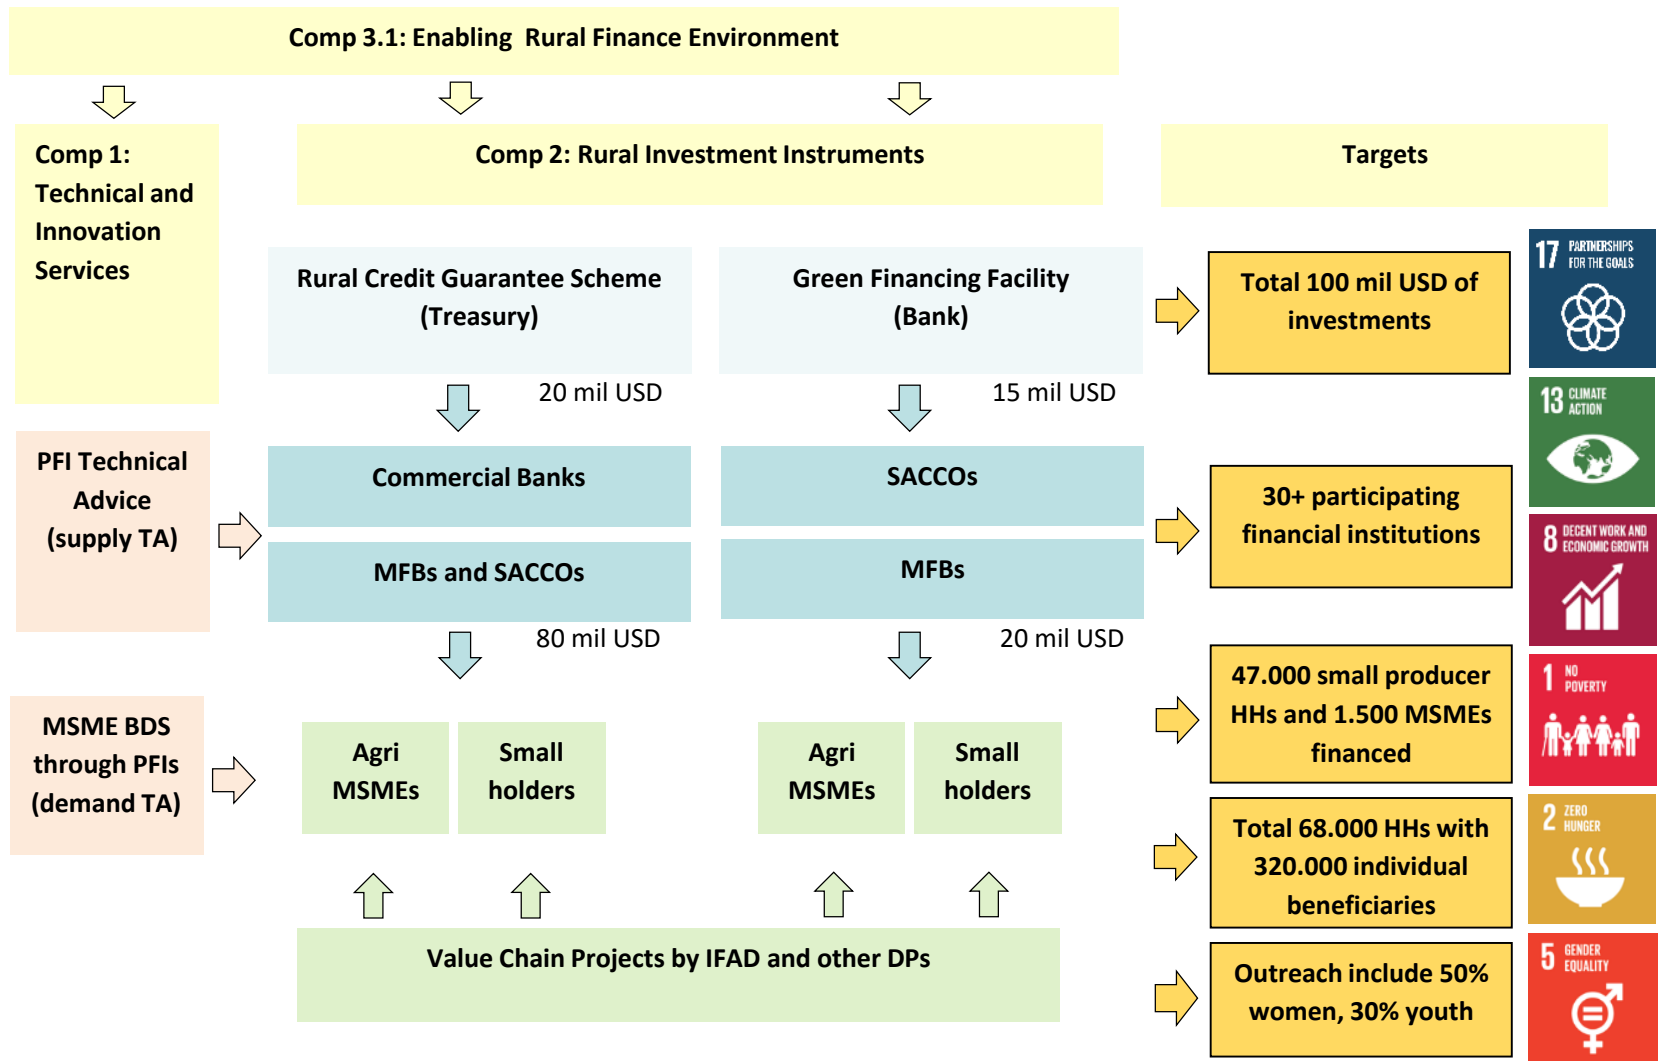 Comp 3.1: Enabling Rural Finance Environment
Comp 1:
Technical and
Innovation
Services
Comp 2: Rural Investment Instruments
Targets
Rural Credit Guarantee Scheme
(Treasury)
Green Financing Facility
(Bank)
Total 100 mil USD of
investments
17 PARTNERSHIPS
FOR THE GOALS
20 mil USD
15 mil USD
13 CLIMATE
ACTION
PFI Technical
Advice
(supply TA)
Commercial Banks
SACCOs
30+ participating
financial institutions
MFBs and SACCOs
MFBs
8 DECENT WORK AND
ECONOMIC GROWTH
80 mil USD
20 mil USD
47.000 small producer
HHs and 1.500 MSMEs
financed
1 NO
POVERTY
MSME BDS
through PFIs
(demand TA)
Agri
MSMEs
Small
holders
Agri
MSMEs
Small
holders
Total 68.000 HHs with
320.000 individual
beneficiaries
2 ZERO
HUNGER
Value Chain Projects by IFAD and other DPs
Outreach include 50%
women, 30% youth
5 GENDER
EQUALITY